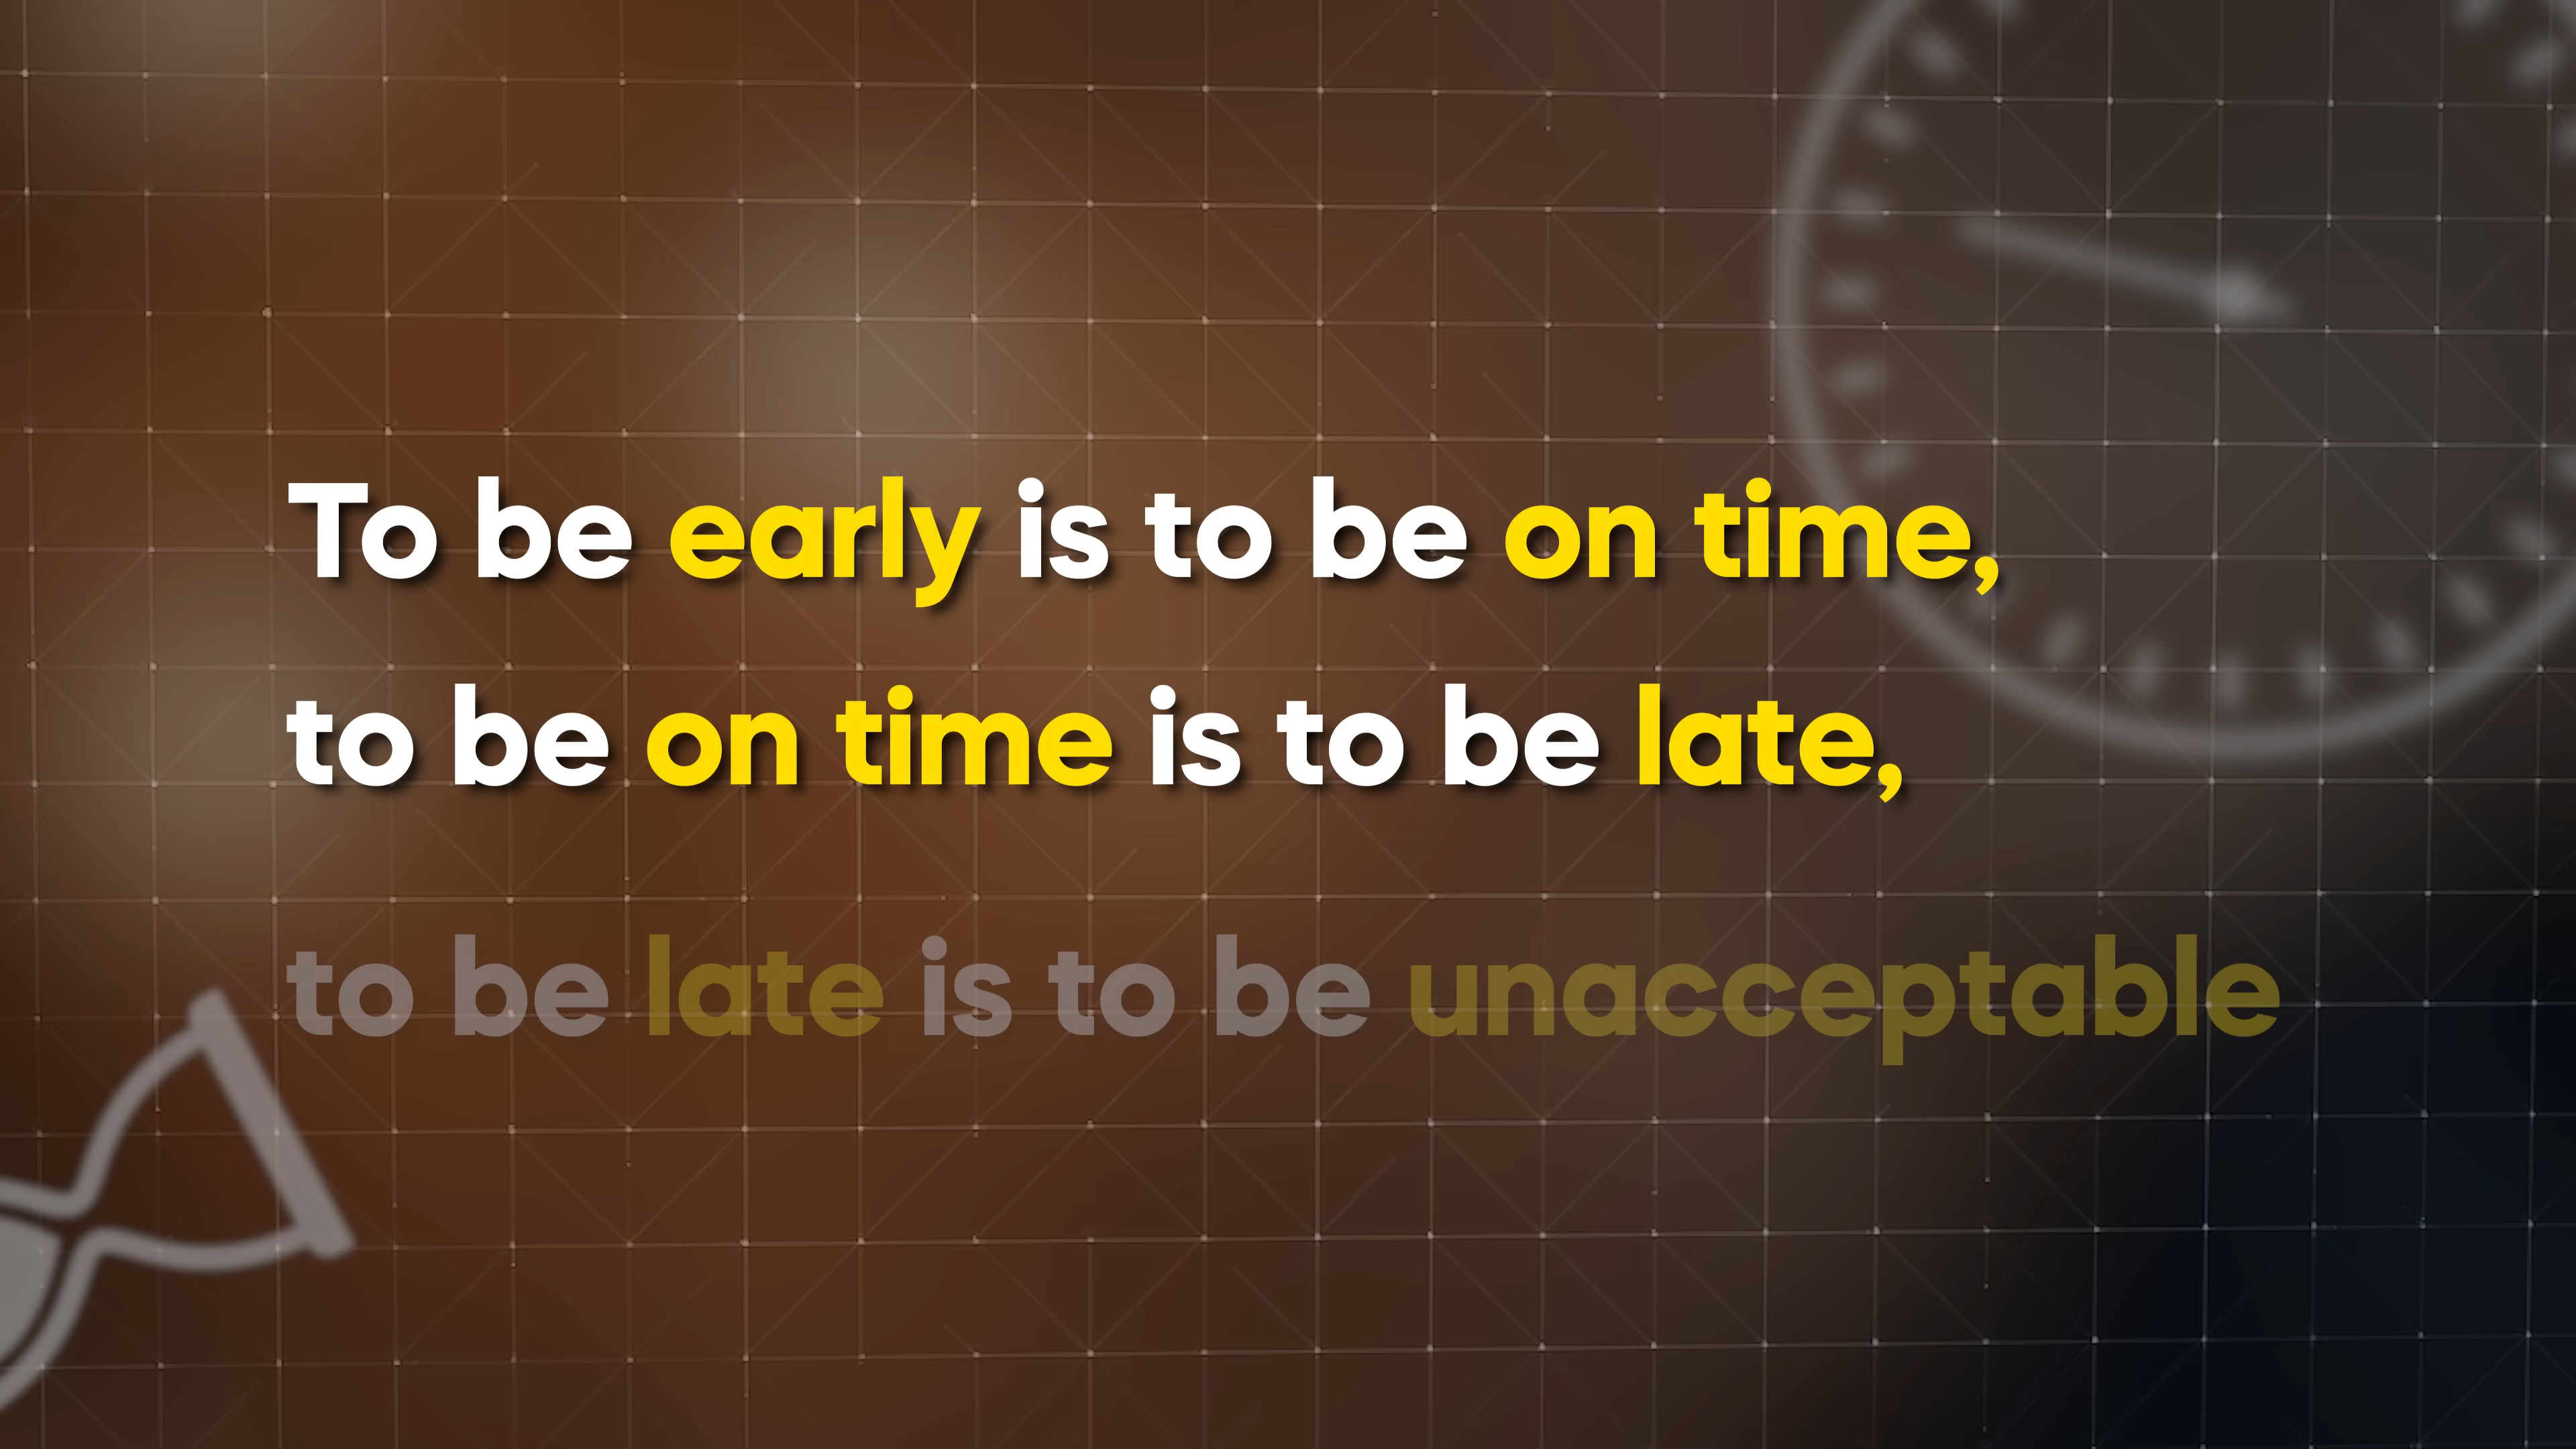 To be early is to be on time,
to be on time is to be late,
to be late is to be unacceptable